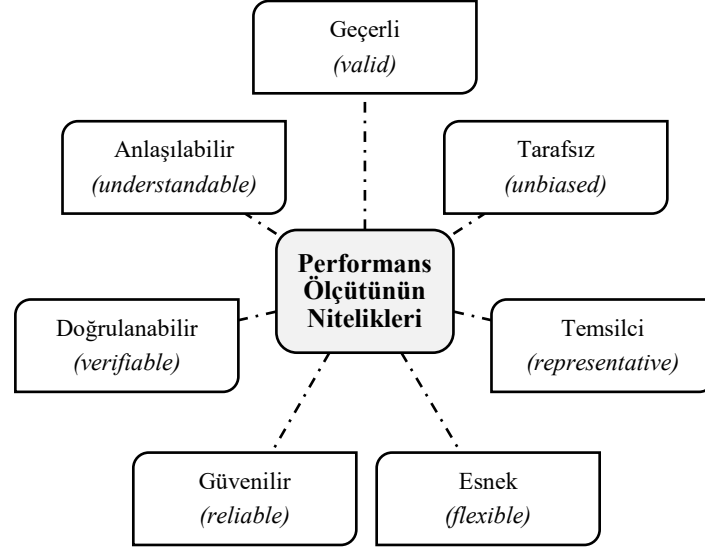 Geçerli
(valid)
Anlaşılabilir
(understandable)
Tarafsız
(unbiased)
Performans
Ölçütünün
Nitelikleri
Doğrulanabilir
(verifiable)
Temsilci
(representative)
Güvenilir
(reliable)
Esnek
(flexible)